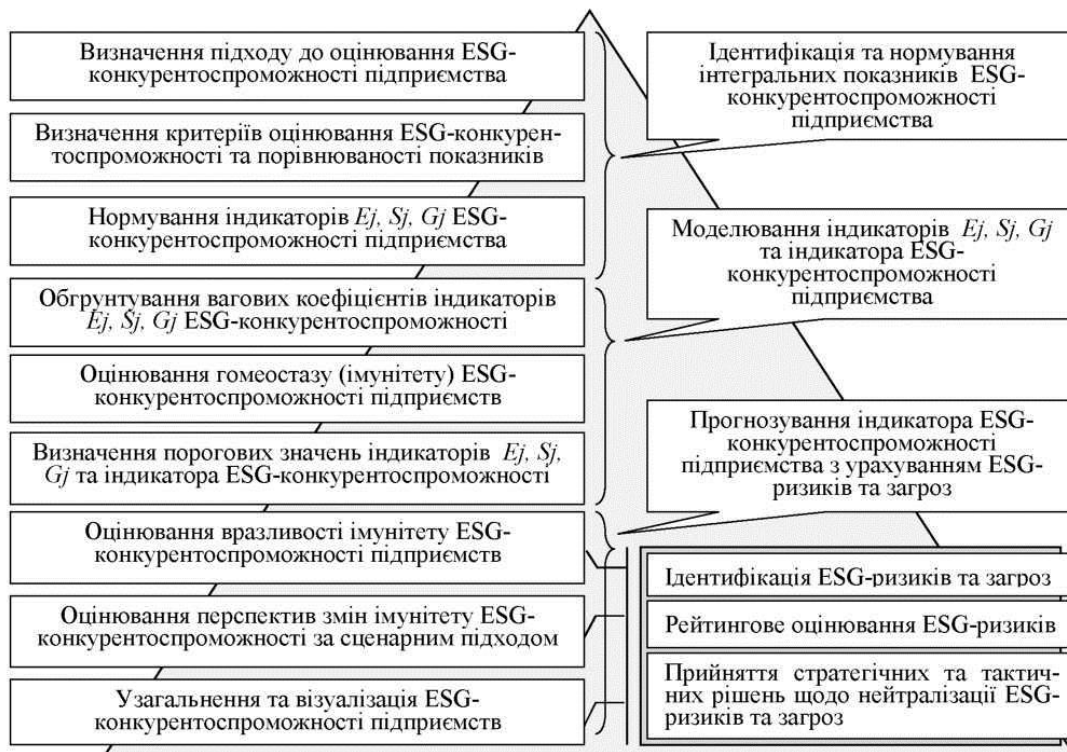 Визначення підходу до оцінювання ESG-
конкурентоспроможності підприємства
Визначення критеріїв оцінювання ESG-конкурен-
тоспроможності та порівнюваності показників
Нормування індикаторів Ej, Sj, Gj ESG-
конкурентоспроможності підприємства
Обгрунтування вагових коефіцієнтів індикаторів
Ej, Sj, Gj ESG-конкурентоспроможності
Оцінювання гомеостазу (імунітету) ESG-
конкурентоспроможності підприємств
Визначення порогових значень індикаторів Ej, Sj,
Gj та індикатора ESG-конкурентоспроможності
Оцінювання вразливості імунітету ESG-
конкурентоспроможності підприємств
Оцінювання перспектив змін імунітету ESG-
конкурентоспроможності за сценарним підходом
Узагальнення та візуалізація ESG-
конкурентоспроможності підприємств
Ідентифікація та нормування
інтегральних показників ESG-
конкурентоспроможності
підприємства
Моделювання індикаторів Ej, Sj, Gj
та індикатора ESG-
конкурентоспроможності
підприємства
Прогнозування індикатора ESG-
конкурентоспроможності
підприємства з урахуванням ESG-
ризиків та загроз
Ідентифікація ESG-ризиків та загроз
Рейтингове оцінювання ESG-ризиків
Прийняття стратегічних та тактич-
них рішень щодо нейтралізації ESG-
ризиків та загроз